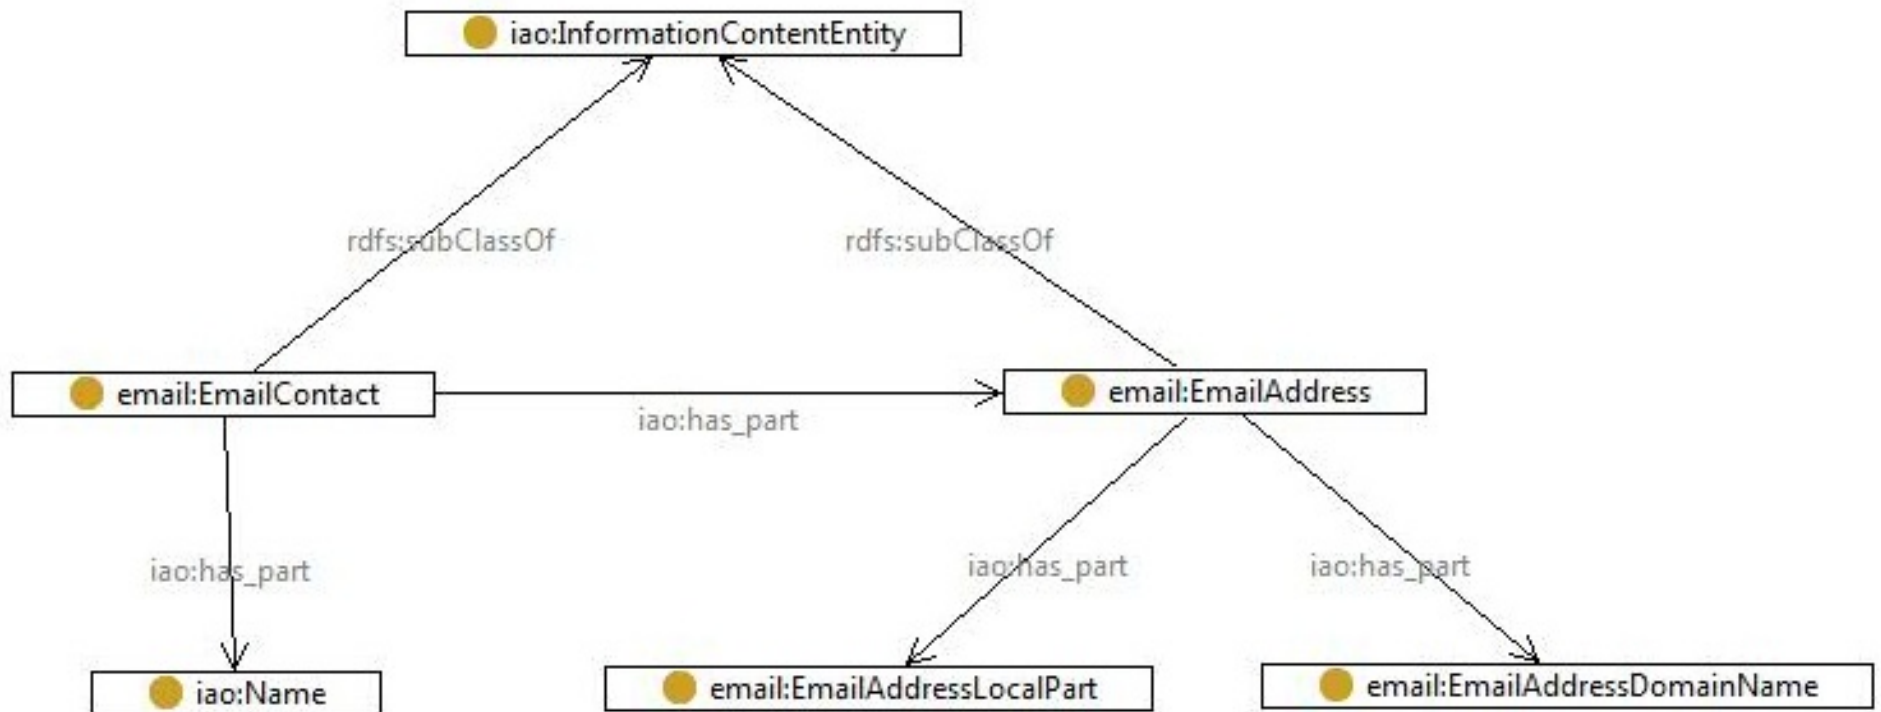 iao:InformationContentEntity
rdfs:subClassOf
rdfs:subClassOf
email:EmailContact
email:EmailAddress
iao:has_part
iao:has_part
iao:has_part
iao:has_part
iao:Name
email:EmailAddressLocalPart
email:EmailAddressDomainName